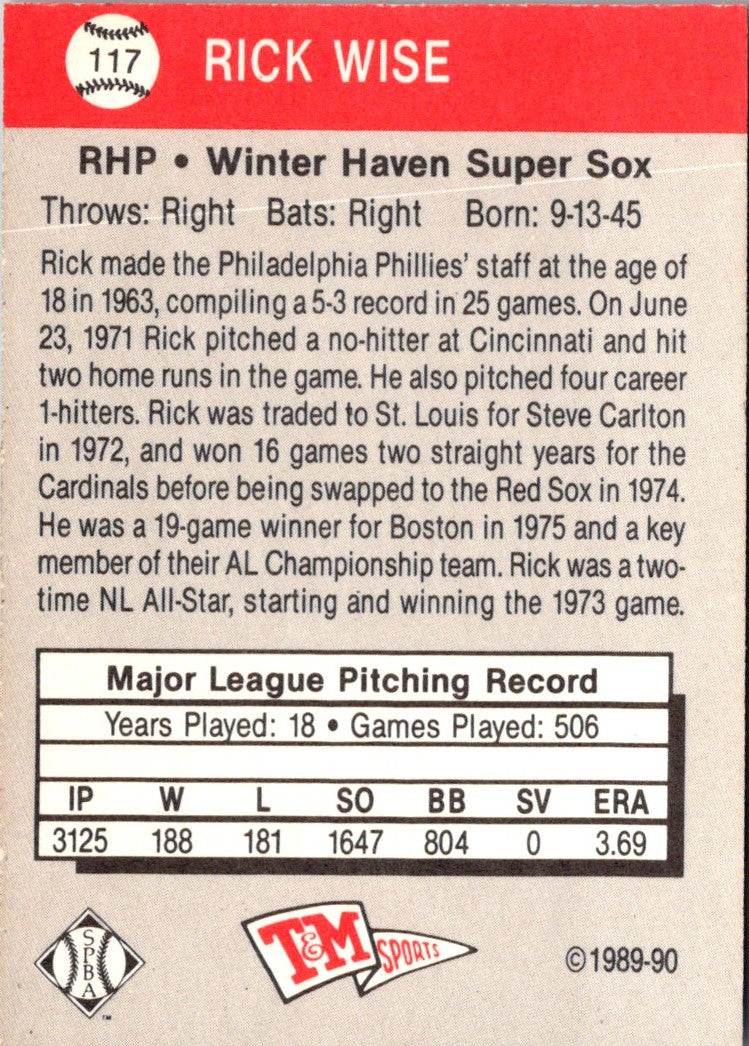 117 RICK WISE
RHP • Winter Haven Super Sox
Throws: Right Bats: Right Born: 9-13-45
Rick made the Philadelphia Phillies' staff at the age of
18 in 1963, compiling a 5-3 record in 25 games. On June
23, 1971 Rick pitched a no-hitter at Cincinnati and hit
two home runs in the game. He also pitched four career
1-hitters. Rick was traded to St. Louis for Steve Carlton
in 1972, and won 16 games two straight years for the
Cardinals before being swapped to the Red Sox in 1974.
He was a 19-game winner for Boston in 1975 and a key
member of their AL Championship team. Rick was a two-
time NL All-Star, starting and winning the 1973 game.
Major League Pitching Record
Years Played: 18 • Games Played: 506
IP W L SO BB SV ERA
3125 188 181 1647 804 0 3.69
SPBA ™
T&M SPORTS
©1989-90